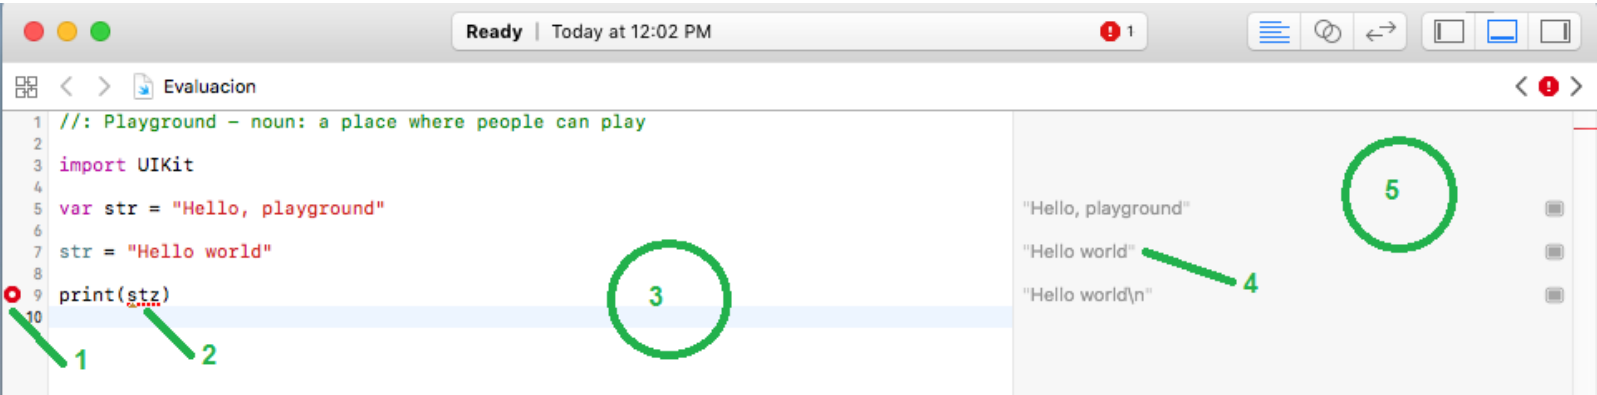 Ready | Today at 12:02 PM 1
Evaluacion
1 //: Playground – noun: a place where people can play
2
3 import UIKit
4
5 var str = "Hello, playground" "Hello, playground"
6
7 str = "Hello world" "Hello world"
8
9 print(stz) "Hello world\n"
10
1
2
3
4
5